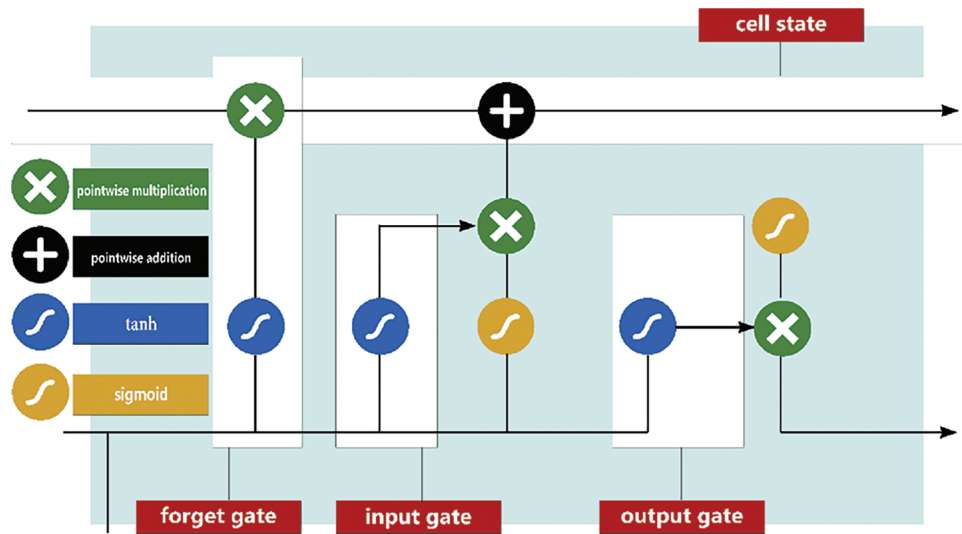 cell state
pointwise multiplication
pointwise addition
tanh
sigmoid
forget gate
input gate
output gate